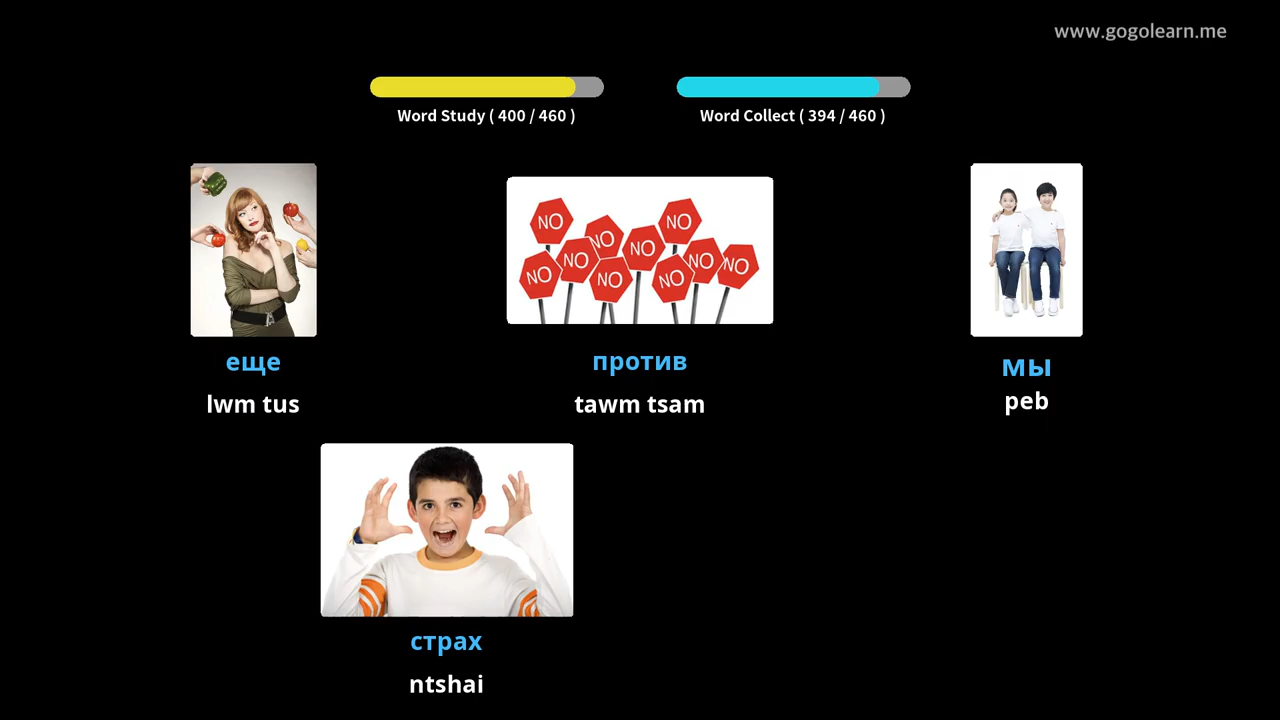 www.gogolearn.me
Word Study ( 400 / 460 )
Word Collect ( 394 / 460 )
NO
NO
NO
NO
NO
NO
NO
NO
NO
NO
еще
против
мы
lwm tus
tawm tsam
peb
страх
ntshai